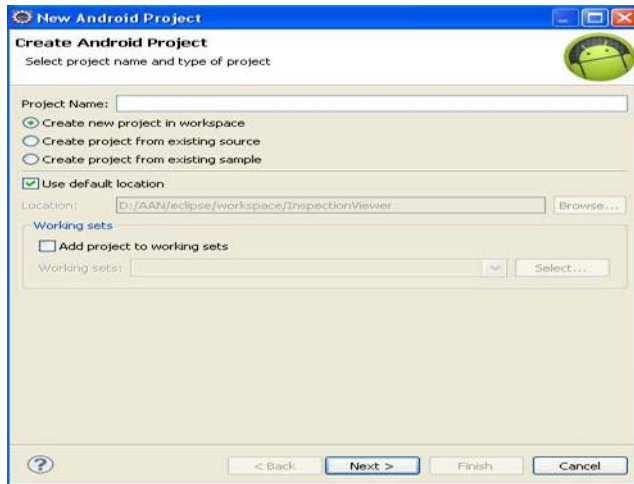 New Android Project
Create Android Project
Select project name and type of project
Project Name:
Create new project in workspace
Create project from existing source
Create project from existing sample
Use default location
Location: D:/AAN/eclipse/workspace/InspectionViewer Browse...
Working sets
Add project to working sets
Working sets: Select...
? < Back Next > Finish Cancel